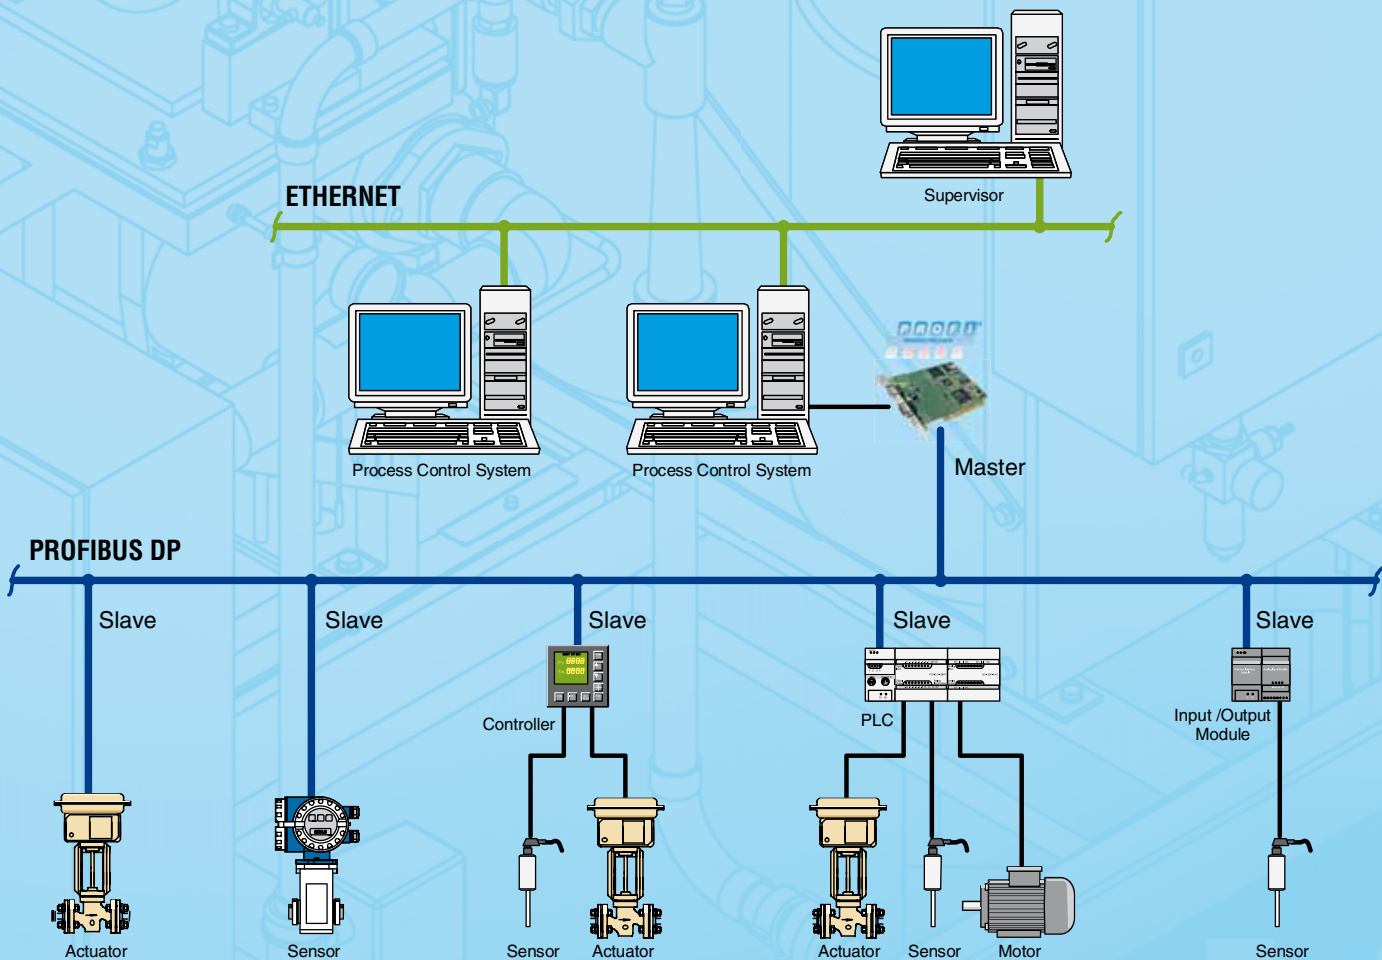 Supervisor
ETHERNET
PROFI
Process Control System
Process Control System
Master
PROFIBUS DP
Slave
Slave
Slave
Slave
Slave
Controller
PLC
Input /Output
Module
Actuator
Sensor
Sensor
Actuator
Actuator
Sensor
Motor
Sensor